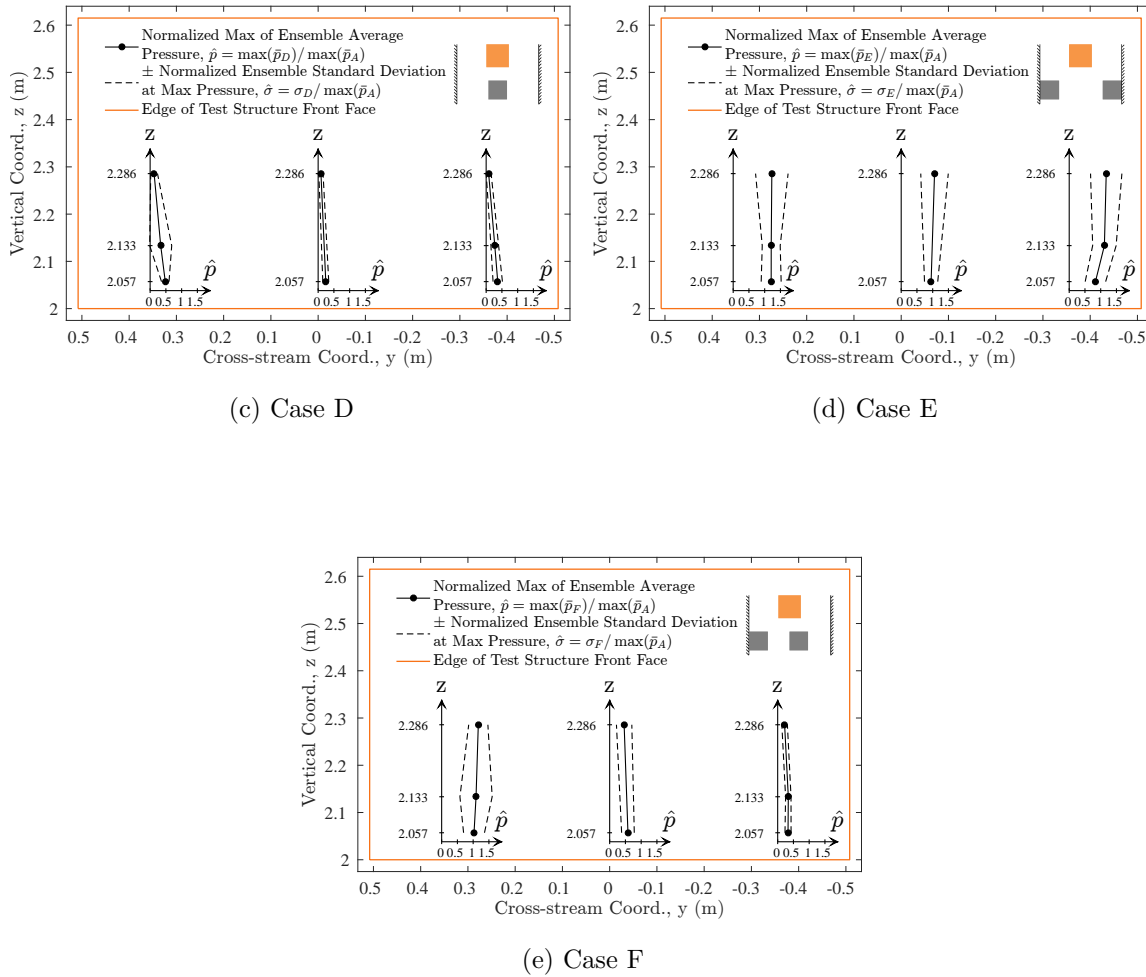 Normalized Max of Ensemble Average
Pressure, p̂ = max(p̄_D)/ max(p̄_A)
± Normalized Ensemble Standard Deviation
at Max Pressure, σ̂ = σ_D/ max(p̄_A)
Edge of Test Structure Front Face
Vertical Coord., z (m)
2.6
2.5
2.4
2.3
2.2
2.1
2
z
z
z
2.286
2.286
2.286
2.133
2.133
2.133
2.057
2.057
2.057
p̂
p̂
p̂
0 0.5 1 1.5
0 0.5 1 1.5
0 0.5 1 1.5
0.5 0.4 0.3 0.2 0.1 0 -0.1 -0.2 -0.3 -0.4 -0.5
Cross-stream Coord., y (m)
(c) Case D
Normalized Max of Ensemble Average
Pressure, p̂ = max(p̄_E)/ max(p̄_A)
± Normalized Ensemble Standard Deviation
at Max Pressure, σ̂ = σ_E/ max(p̄_A)
Edge of Test Structure Front Face
Vertical Coord., z (m)
2.6
2.5
2.4
2.3
2.2
2.1
2
z
z
z
2.286
2.286
2.286
2.133
2.133
2.133
2.057
2.057
2.057
p̂
p̂
p̂
0 0.5 1 1.5
0 0.5 1 1.5
0 0.5 1 1.5
0.5 0.4 0.3 0.2 0.1 0 -0.1 -0.2 -0.3 -0.4 -0.5
Cross-stream Coord., y (m)
(d) Case E
Normalized Max of Ensemble Average
Pressure, p̂ = max(p̄_F)/ max(p̄_A)
± Normalized Ensemble Standard Deviation
at Max Pressure, σ̂ = σ_F/ max(p̄_A)
Edge of Test Structure Front Face
Vertical Coord., z (m)
2.6
2.5
2.4
2.3
2.2
2.1
2
z
z
z
2.286
2.286
2.286
2.133
2.133
2.133
2.057
2.057
2.057
p̂
p̂
p̂
0 0.5 1 1.5
0 0.5 1 1.5
0 0.5 1 1.5
0.5 0.4 0.3 0.2 0.1 0 -0.1 -0.2 -0.3 -0.4 -0.5
Cross-stream Coord., y (m)
(e) Case F